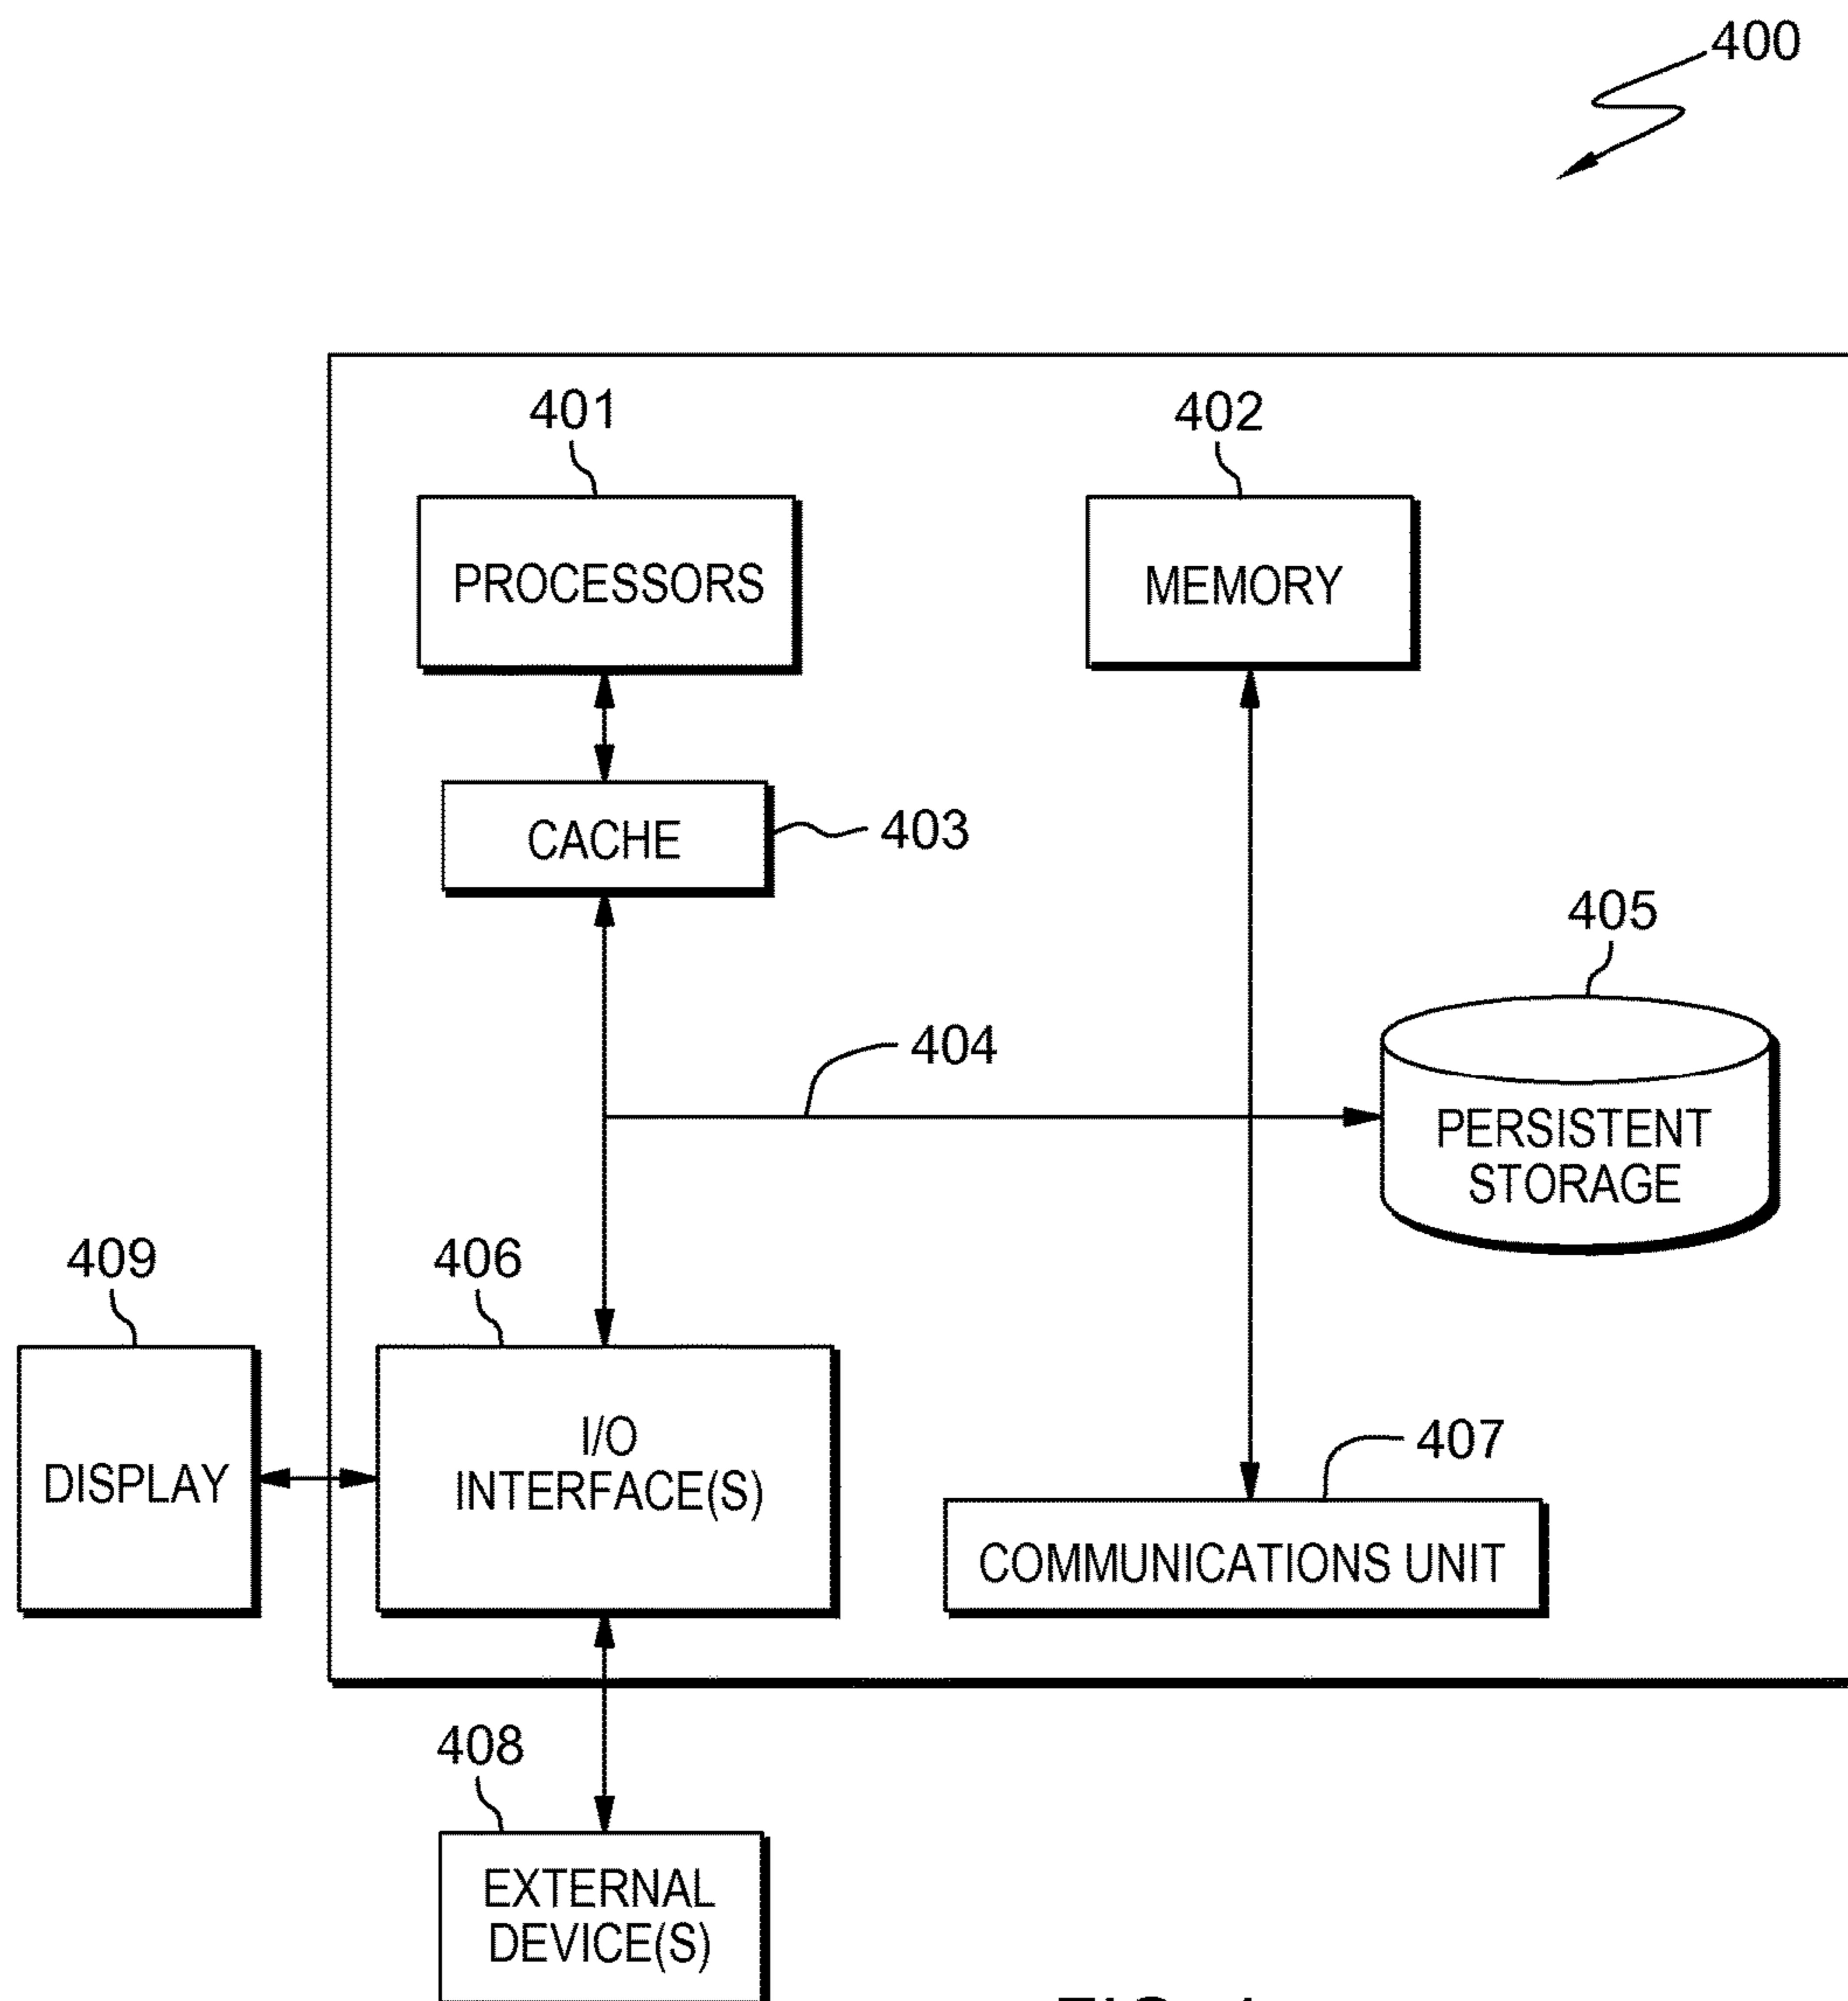 400
401
402
PROCESSORS
MEMORY
CACHE
403
405
404
PERSISTENT
STORAGE
409
406
I/O
INTERFACE(S)
DISPLAY
407
COMMUNICATIONS UNIT
408
EXTERNAL
DEVICE(S)